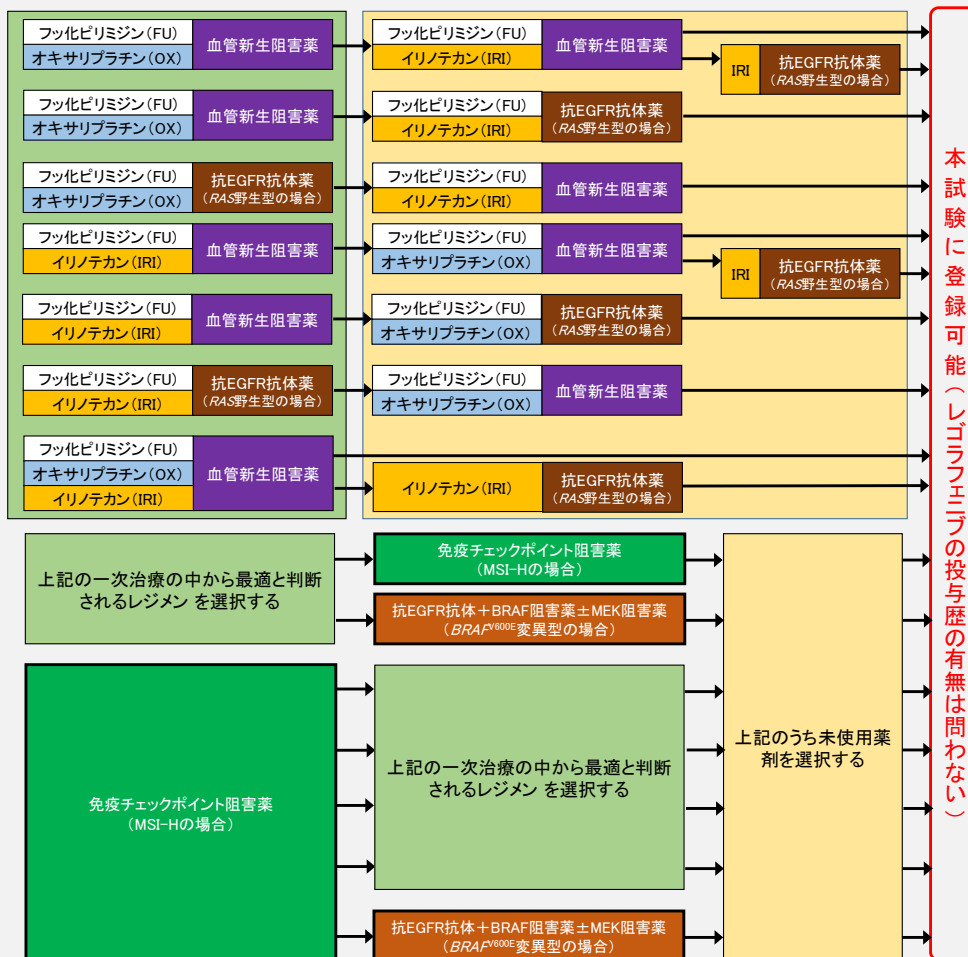 フッ化ピリミジン(FU)
オキサリプラチン(OX)
血管新生阻害薬
フッ化ピリミジン(FU)
イリノテカン(IRI)
血管新生阻害薬
IRI
抗EGFR抗体薬
(RAS野生型の場合)
フッ化ピリミジン(FU)
オキサリプラチン(OX)
血管新生阻害薬
フッ化ピリミジン(FU)
イリノテカン(IRI)
抗EGFR抗体薬
(RAS野生型の場合)
フッ化ピリミジン(FU)
オキサリプラチン(OX)
抗EGFR抗体薬
(RAS野生型の場合)
フッ化ピリミジン(FU)
イリノテカン(IRI)
血管新生阻害薬
フッ化ピリミジン(FU)
イリノテカン(IRI)
血管新生阻害薬
フッ化ピリミジン(FU)
オキサリプラチン(OX)
血管新生阻害薬
IRI
抗EGFR抗体薬
(RAS野生型の場合)
フッ化ピリミジン(FU)
イリノテカン(IRI)
血管新生阻害薬
フッ化ピリミジン(FU)
オキサリプラチン(OX)
抗EGFR抗体薬
(RAS野生型の場合)
フッ化ピリミジン(FU)
イリノテカン(IRI)
抗EGFR抗体薬
(RAS野生型の場合)
フッ化ピリミジン(FU)
オキサリプラチン(OX)
血管新生阻害薬
フッ化ピリミジン(FU)
オキサリプラチン(OX)
イリノテカン(IRI)
血管新生阻害薬
イリノテカン(IRI)
抗EGFR抗体薬
(RAS野生型の場合)
上記の一次治療の中から最適と判断
されるレジメン を選択する
免疫チェックポイント阻害薬
(MSI-Hの場合)
抗EGFR抗体+BRAF阻害薬±MEK阻害薬
(BRAFV600E変異型の場合)
免疫チェックポイント阻害薬
(MSI-Hの場合)
上記の一次治療の中から最適と判断
されるレジメン を選択する
抗EGFR抗体+BRAF阻害薬±MEK阻害薬
(BRAFV600E変異型の場合)
上記のうち未使用薬
剤を選択する
本試験に登録可能(レゴラフェニブの投与歴の有無は問わない)